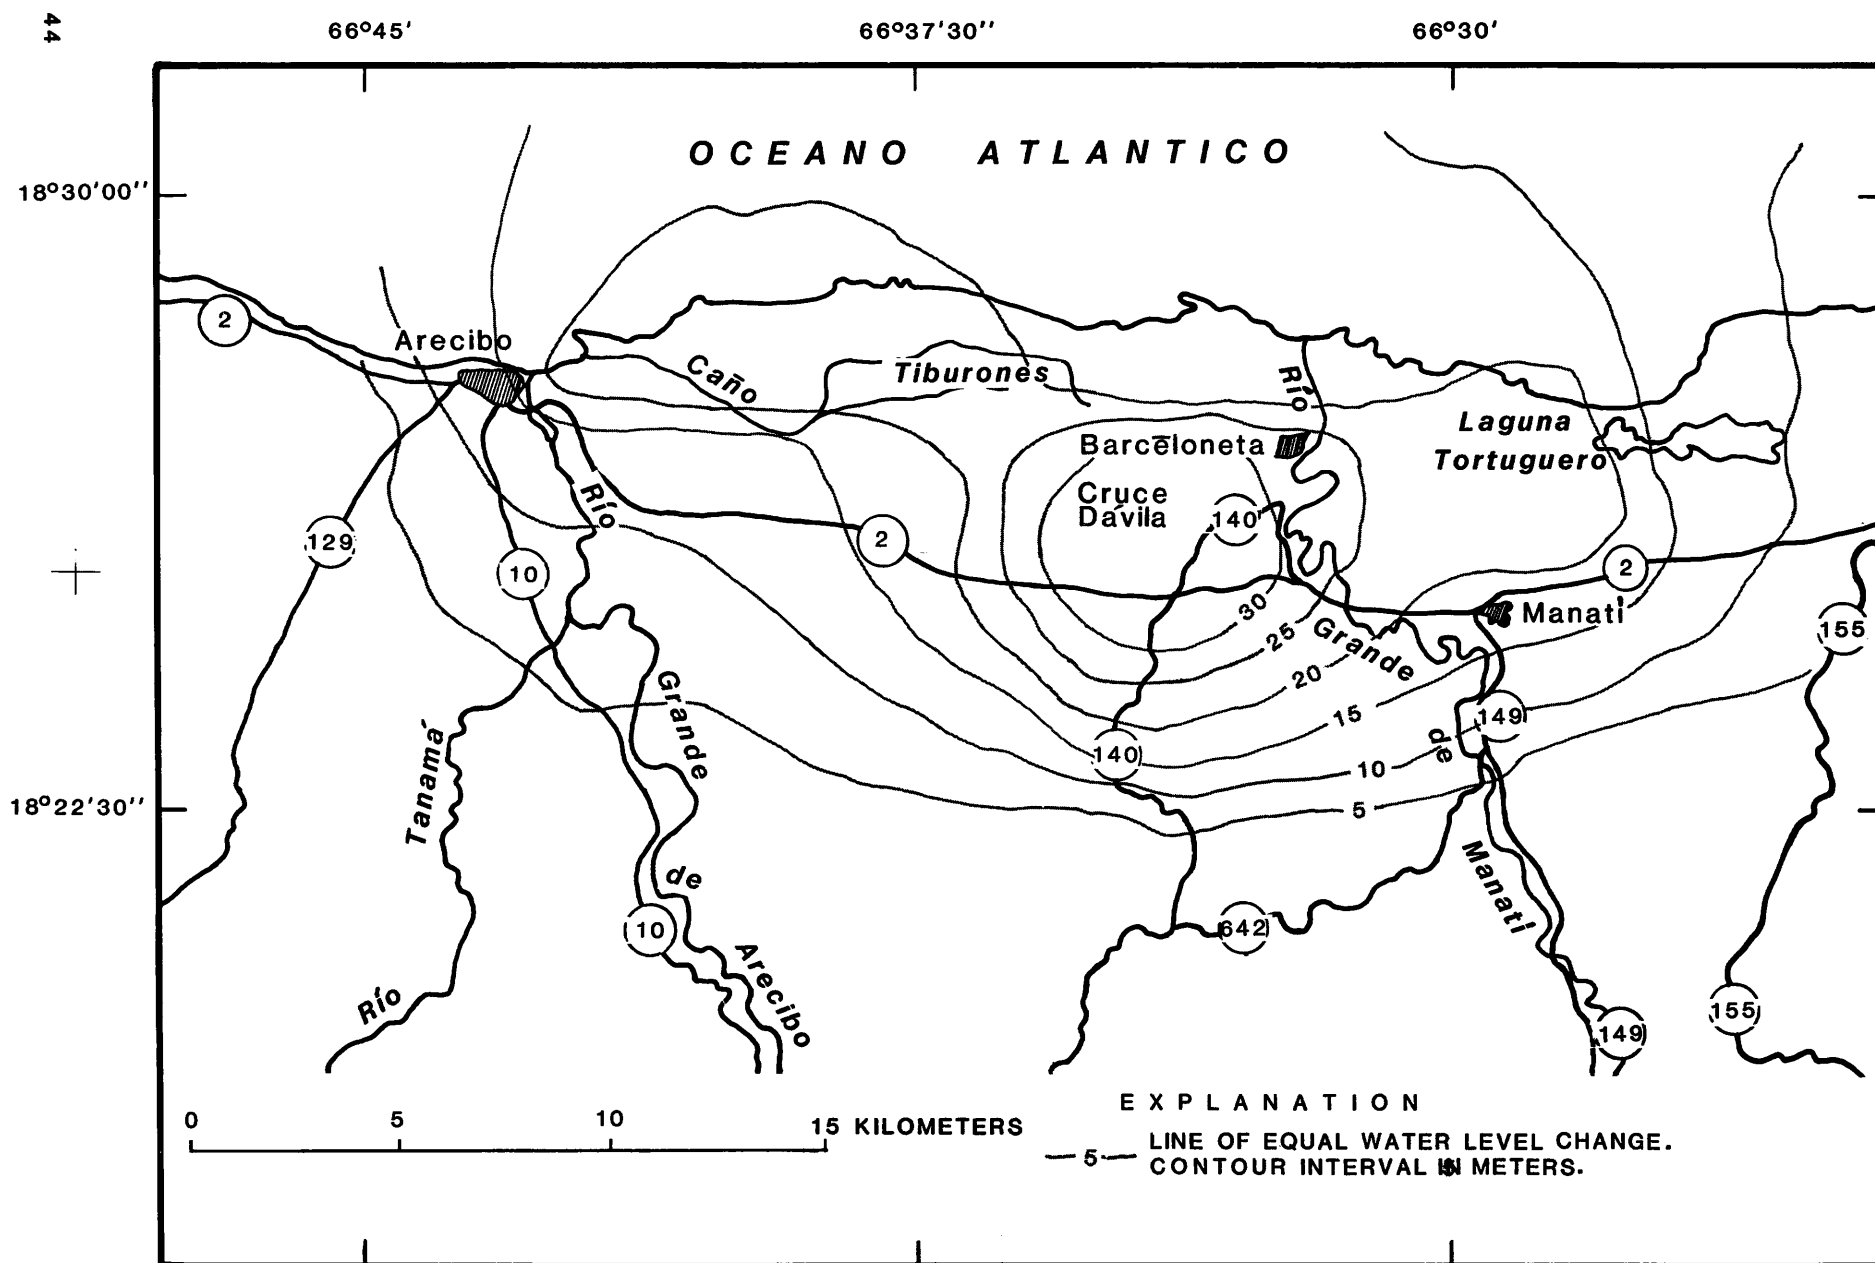 44
66°45' 66°37'30'' 66°30'
OCEANO ATLANTICO
18°30'00''
2
Arecibo
Caño Tiburones
Río
Laguna
Tortuguero
Barceloneta
Cruce
Dávila
140
Río
2
129
10
2
30
25
Grande
Manatí
155
20
Grande
15
149
140
de
10
5
Tanamá
18°22'30''
Manatí
de
10
642
Arecibo
Río
155
149
EXPLANATION
0 5 10 15 KILOMETERS
—5— LINE OF EQUAL WATER LEVEL CHANGE.
CONTOUR INTERVAL IN METERS.